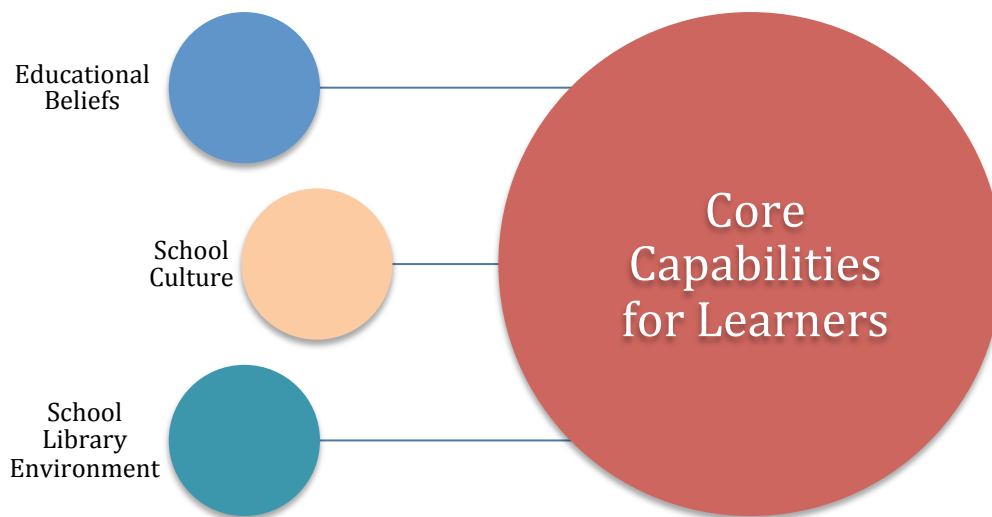 Educational
Beliefs
School
Culture
School
Library
Environment
Core
Capabilities
for Learners